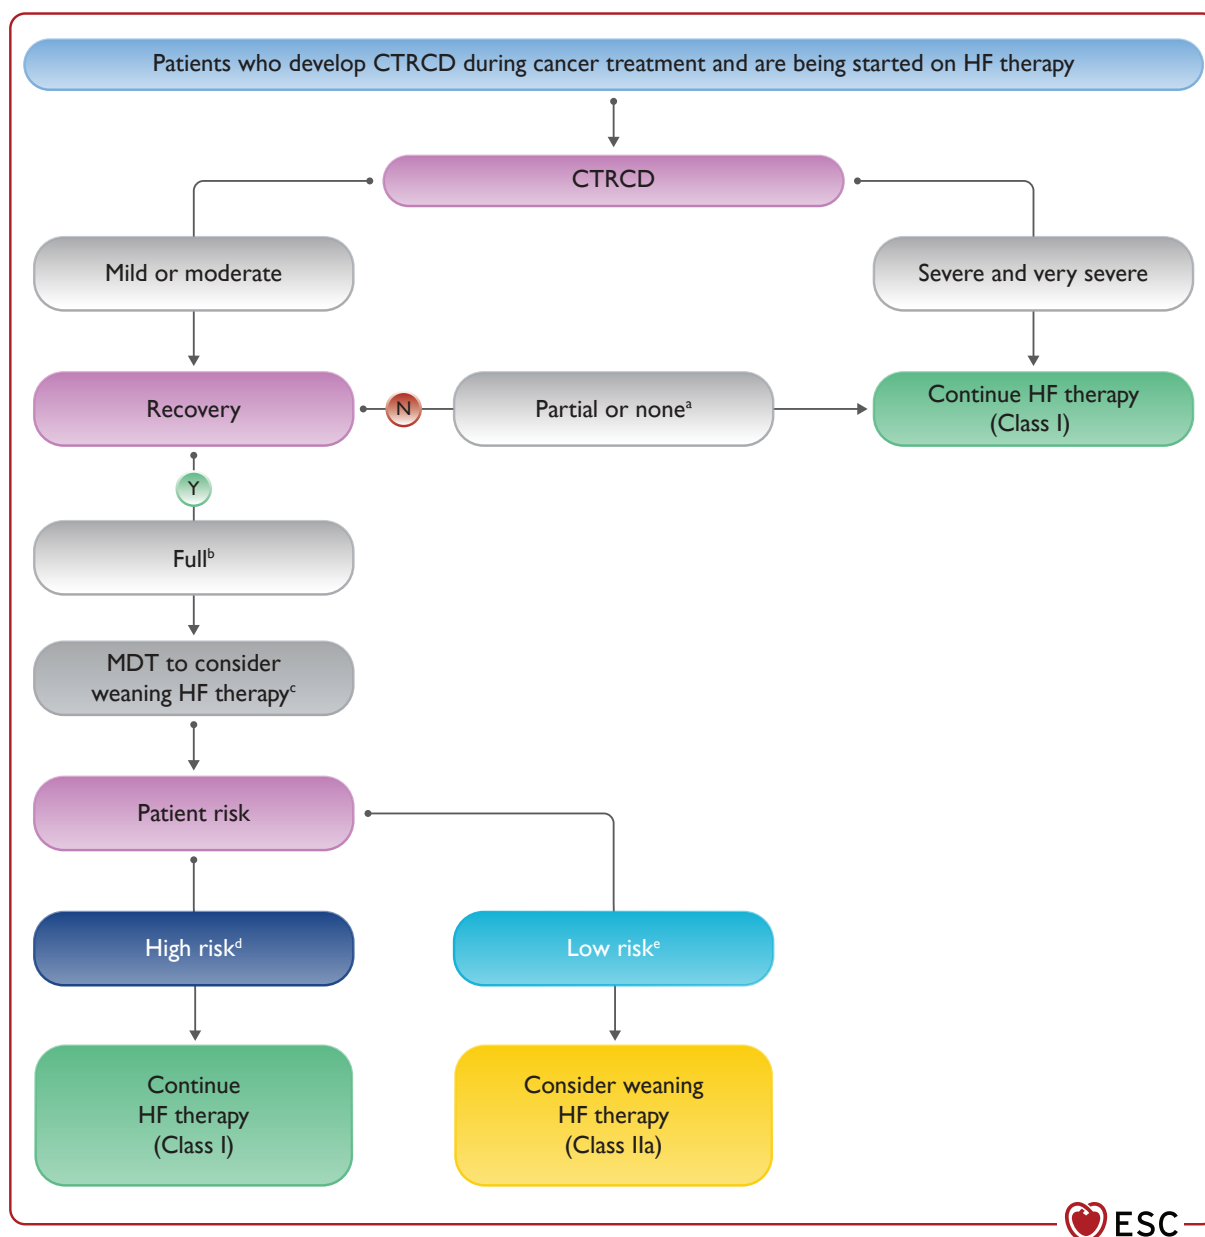 Patients who develop CTRCD during cancer treatment and are being started on HF therapy
CTRCD
Mild or moderate
Severe and very severe
Recovery
N
Partial or noneᵃ
Continue HF therapy
(Class I)
Y
Fullᵇ
MDT to consider
weaning HF therapyᶜ
Patient risk
High riskᵈ
Low riskᵉ
Continue
HF therapy
(Class I)
Consider weaning
HF therapy
(Class IIa)
ESC